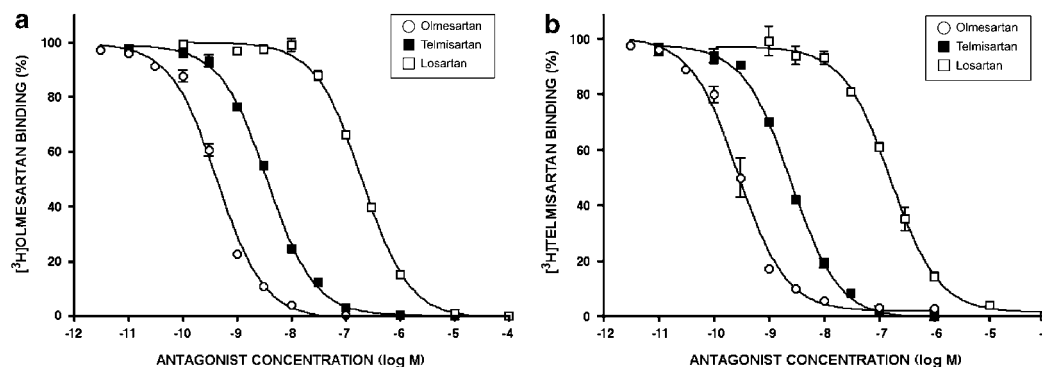 a
Olmesartan
Telmisartan
Losartan
[³H]OLMESARTAN BINDING (%)
100
80
60
40
20
0
-12
-11
-10
-9
-8
-7
-6
-5
-4
ANTAGONIST CONCENTRATION (log M)
b
Olmesartan
Telmisartan
Losartan
[³H]TELMISARTAN BINDING (%)
100
80
60
40
20
0
-12
-11
-10
-9
-8
-7
-6
-5
-4
ANTAGONIST CONCENTRATION (log M)